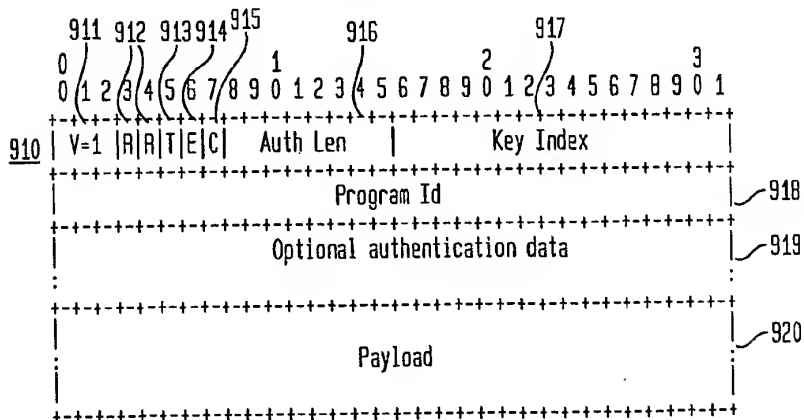 911 912 913 914 915 916 917
0 1 2 3
0 1 2 3 4 5 6 7 8 9 0 1 2 3 4 5 6 7 8 9 0 1 2 3 4 5 6 7 8 9 0 1
+-+-+-+-+-+-+-+-+-+-+-+-+-+-+-+-+-+-+-+-+-+-+-+-+-+-+-+-+-+-+-+-+
910 | V=1 |R|R|T|E|C| Auth Len | Key Index |
+-+-+-+-+-+-+-+-+-+-+-+-+-+-+-+-+-+-+-+-+-+-+-+-+-+-+-+-+-+-+-+-+
| Program Id | 918
+-+-+-+-+-+-+-+-+-+-+-+-+-+-+-+-+-+-+-+-+-+-+-+-+-+-+-+-+-+-+-+-+
| Optional authentication data | 919
: :
+-+-+-+-+-+-+-+-+-+-+-+-+-+-+-+-+-+-+-+-+-+-+-+-+-+-+-+-+-+-+-+-+
| Payload | 920
: :
+-+-+-+-+-+-+-+-+-+-+-+-+-+-+-+-+-+-+-+-+-+-+-+-+-+-+-+-+-+-+-+-+